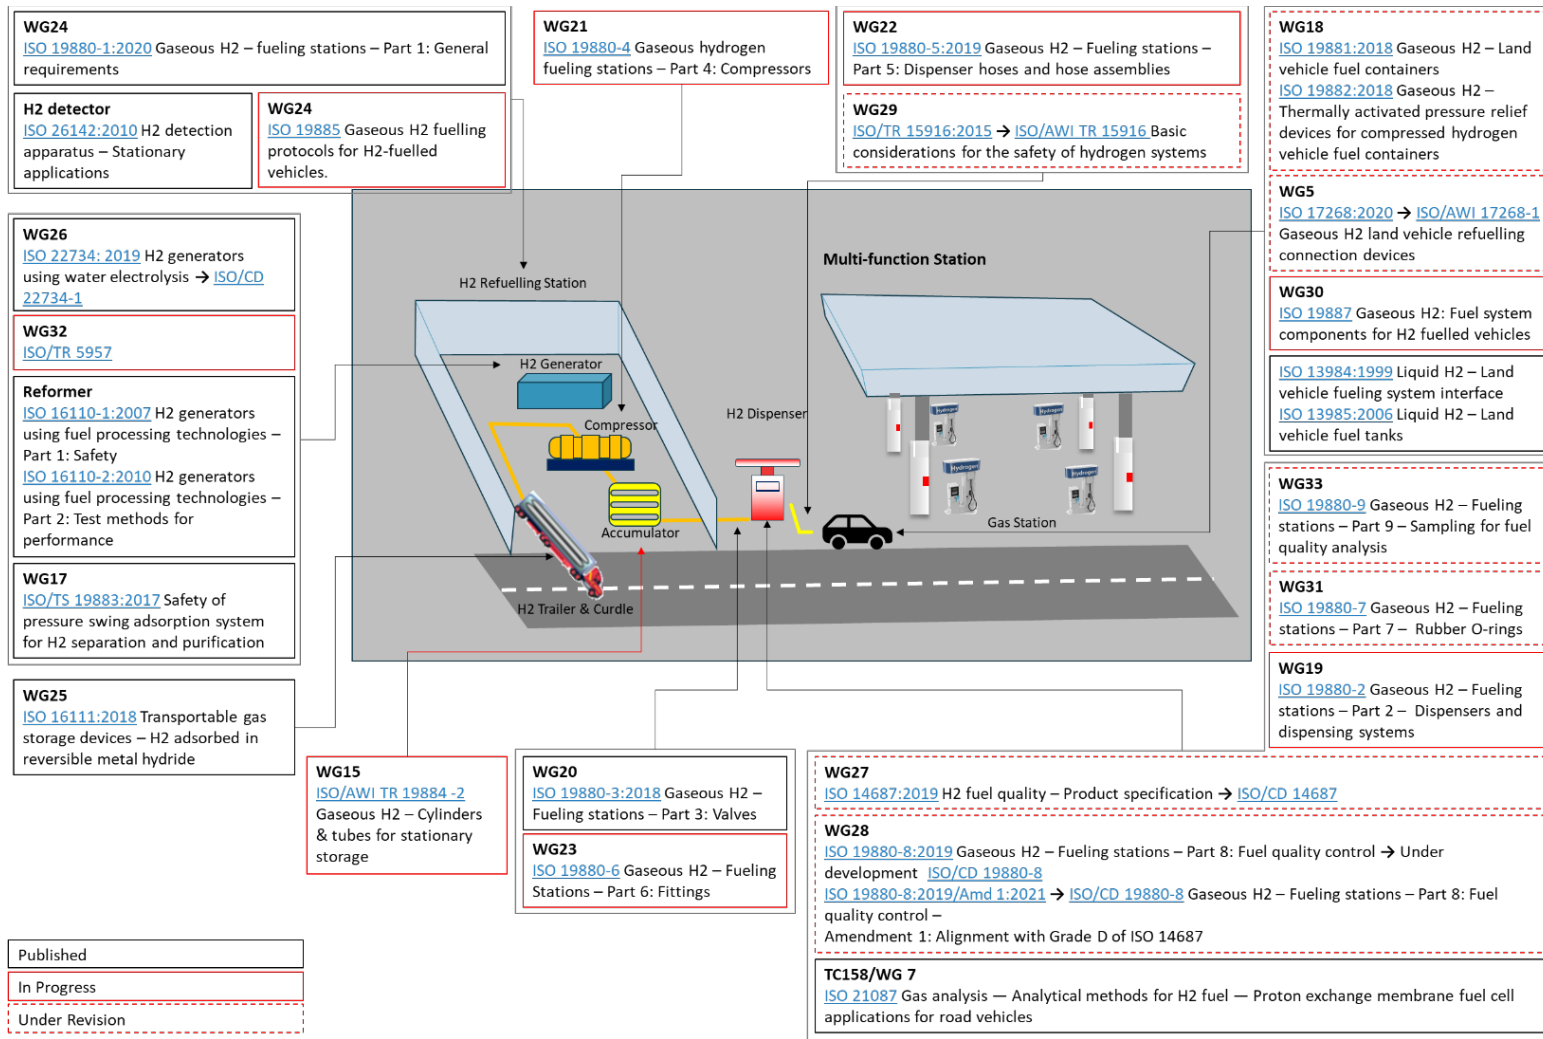 WG24
ISO 19880-1:2020 Gaseous H2 – fueling stations – Part 1: General
requirements
H2 detector
ISO 26142:2010 H2 detection
apparatus – Stationary
applications
WG24
ISO 19885 Gaseous H2 fuelling
protocols for H2-fuelled
vehicles.
WG21
ISO 19880-4 Gaseous hydrogen
fueling stations – Part 4: Compressors
WG22
ISO 19880-5:2019 Gaseous H2 – Fueling stations –
Part 5: Dispenser hoses and hose assemblies
WG29
ISO/TR 15916:2015 → ISO/AWI TR 15916 Basic
considerations for the safety of hydrogen systems
WG18
ISO 19881:2018 Gaseous H2 – Land
vehicle fuel containers
ISO 19882:2018 Gaseous H2 –
Thermally activated pressure relief
devices for compressed hydrogen
vehicle fuel containers
WG5
ISO 17268:2020 → ISO/AWI 17268-1
Gaseous H2 land vehicle refuelling
connection devices
WG30
ISO 19887 Gaseous H2: Fuel system
components for H2 fuelled vehicles
ISO 13984:1999 Liquid H2 – Land
vehicle fueling system interface
ISO 13985:2006 Liquid H2 – Land
vehicle fuel tanks
WG26
ISO 22734: 2019 H2 generators
using water electrolysis → ISO/CD
22734-1
WG32
ISO/TR 5957
Reformer
ISO 16110-1:2007 H2 generators
using fuel processing technologies –
Part 1: Safety
ISO 16110-2:2010 H2 generators
using fuel processing technologies –
Part 2: Test methods for
performance
WG17
ISO/TS 19883:2017 Safety of
pressure swing adsorption system
for H2 separation and purification
WG25
ISO 16111:2018 Transportable gas
storage devices – H2 adsorbed in
reversible metal hydride
Multi-function Station
H2 Refuelling Station
H2 Generator
Compressor
H2 Dispenser
Accumulator
H2 Trailer & Curdle
Gas Station
Hydrogen
Hydrogen
Hydrogen
Hydrogen
WG33
ISO 19880-9 Gaseous H2 – Fueling
stations – Part 9 – Sampling for fuel
quality analysis
WG31
ISO 19880-7 Gaseous H2 – Fueling
stations – Part 7 – Rubber O-rings
WG19
ISO 19880-2 Gaseous H2 – Fueling
stations – Part 2 – Dispensers and
dispensing systems
WG15
ISO/AWI TR 19884 -2
Gaseous H2 – Cylinders
& tubes for stationary
storage
WG20
ISO 19880-3:2018 Gaseous H2 –
Fueling stations – Part 3: Valves
WG23
ISO 19880-6 Gaseous H2 – Fueling
Stations – Part 6: Fittings
WG27
ISO 14687:2019 H2 fuel quality – Product specification → ISO/CD 14687
WG28
ISO 19880-8:2019 Gaseous H2 – Fueling stations – Part 8: Fuel quality control → Under
development ISO/CD 19880-8
ISO 19880-8:2019/Amd 1:2021 → ISO/CD 19880-8 Gaseous H2 – Fueling stations – Part 8: Fuel
quality control –
Amendment 1: Alignment with Grade D of ISO 14687
TC158/WG 7
ISO 21087 Gas analysis — Analytical methods for H2 fuel — Proton exchange membrane fuel cell
applications for road vehicles
Published
In Progress
Under Revision